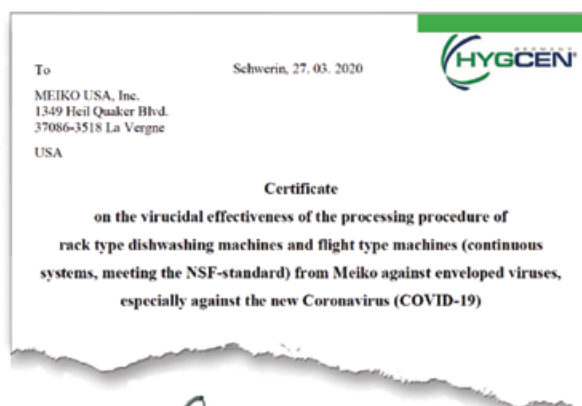 GERMANY
HYGCEN
To
Schwerin, 27. 03. 2020
MEIKO USA, Inc.
1349 Heil Quaker Blvd.
37086-3518 La Vergne
USA
Certificate
on the virucidal effectiveness of the processing procedure of
rack type dishwashing machines and flight type machines (continuous
systems, meeting the NSF-standard) from Meiko against enveloped viruses,
especially against the new Coronavirus (COVID-19)